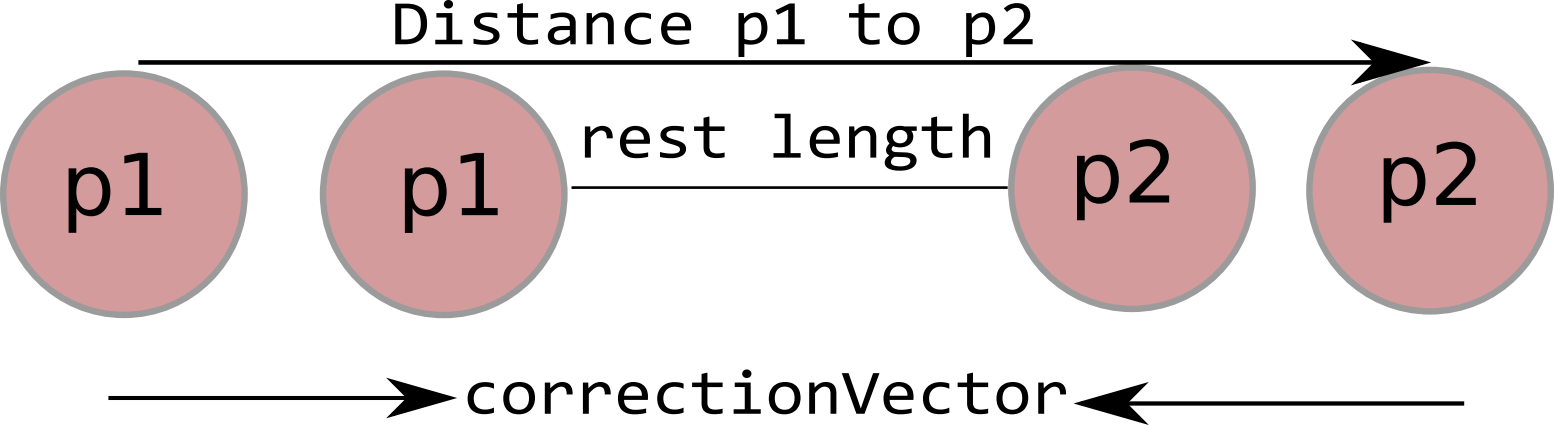 Distance p1 to p2
rest length
p1 p1 p2 p2
correctionVector